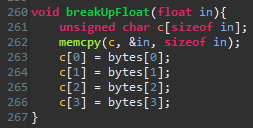 260 void breakUpFloat(float in){
261     unsigned char c[sizeof in];
262     memcpy(c, &in, sizeof in);
263     c[0] = bytes[0];
264     c[1] = bytes[1];
265     c[2] = bytes[2];
266     c[3] = bytes[3];
267 }